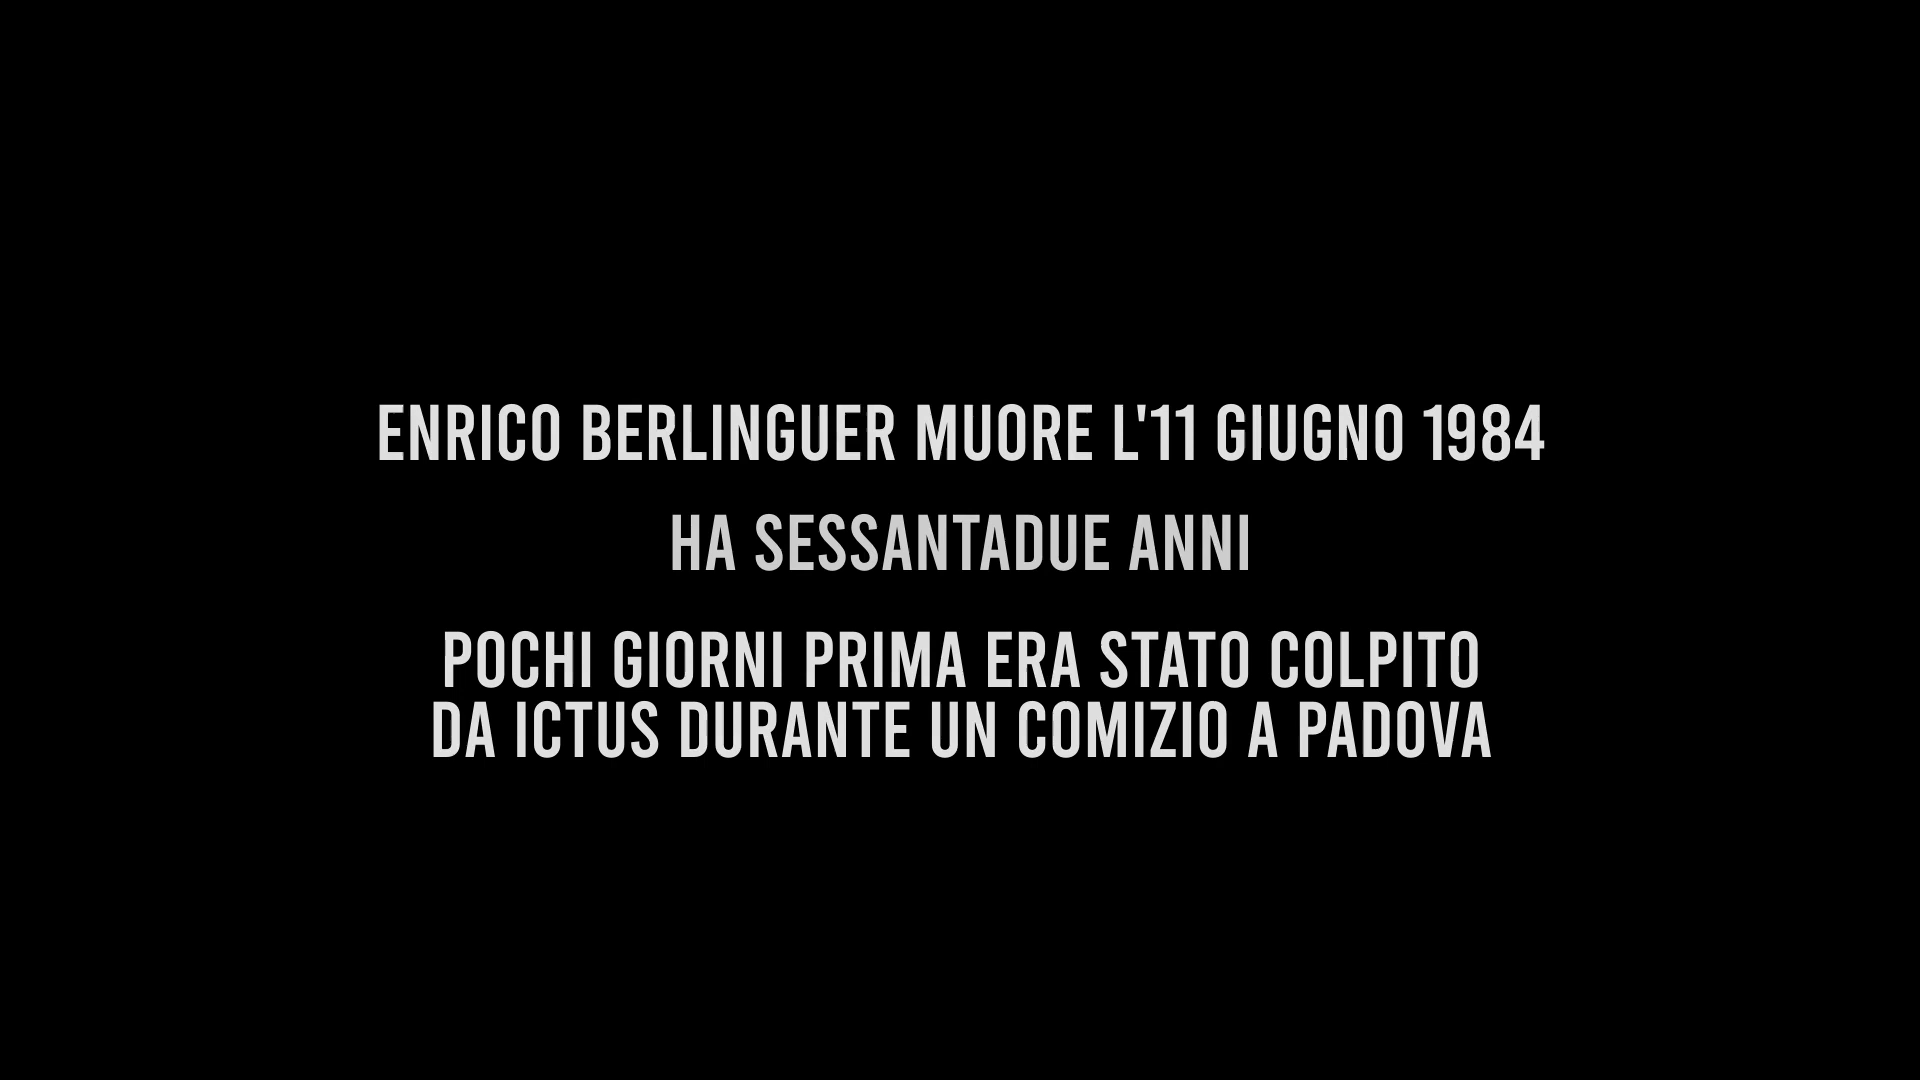 ENRICO BERLINGUER MUORE L'11 GIUGNO 1984
HA SESSANTADUE ANNI
POCHI GIORNI PRIMA ERA STATO COLPITO
DA ICTUS DURANTE UN COMIZIO A PADOVA